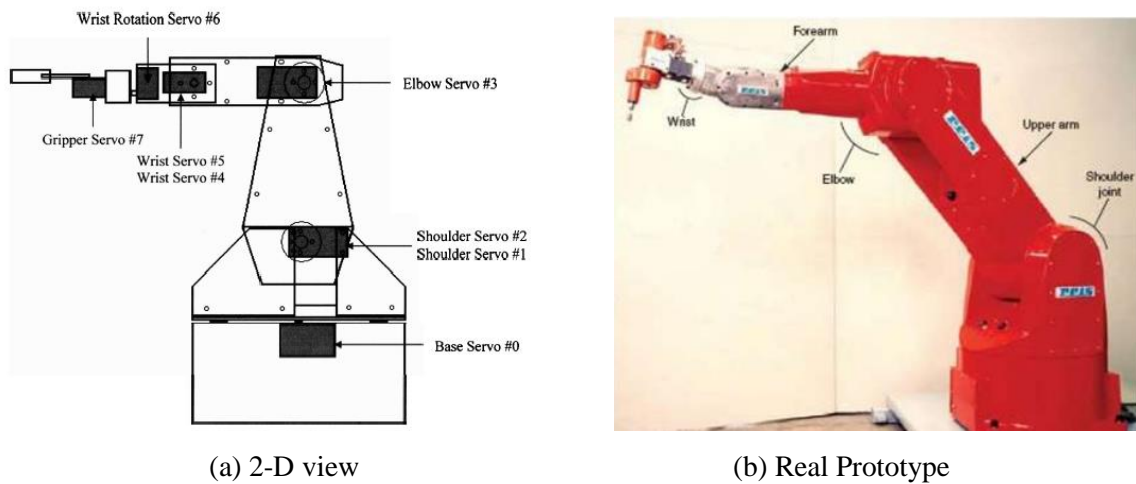 Wrist Rotation Servo #6
Elbow Servo #3
Gripper Servo #7
Wrist Servo #5
Wrist Servo #4
Shoulder Servo #2
Shoulder Servo #1
Base Servo #0
(a) 2-D view
Forearm
Wrist
Elbow
Upper arm
Shoulder
joint
(b) Real Prototype